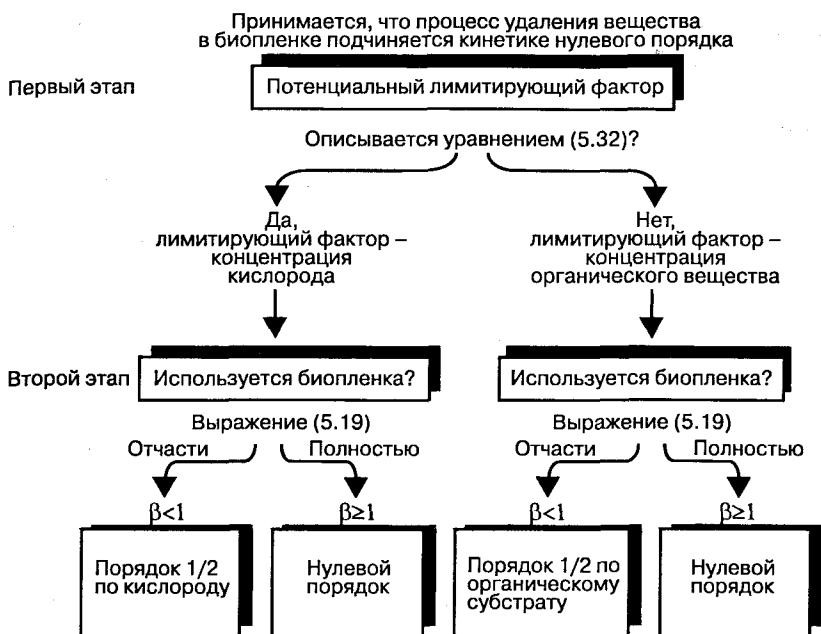 Принимается, что процесс удаления вещества
в биопленке подчиняется кинетике нулевого порядка
Первый этап
Потенциальный лимитирующий фактор
Описывается уравнением (5.32)?
Да,
лимитирующий фактор –
концентрация
кислорода
Нет,
лимитирующий фактор –
концентрация
органического вещества
Второй этап
Используется биопленка?
Используется биопленка?
Выражение (5.19)
Выражение (5.19)
Отчасти
Полностью
Отчасти
Полностью
β<1
β≥1
β<1
β≥1
Порядок 1/2
по кислороду
Нулевой
порядок
Порядок 1/2 по
органическому
субстрату
Нулевой
порядок